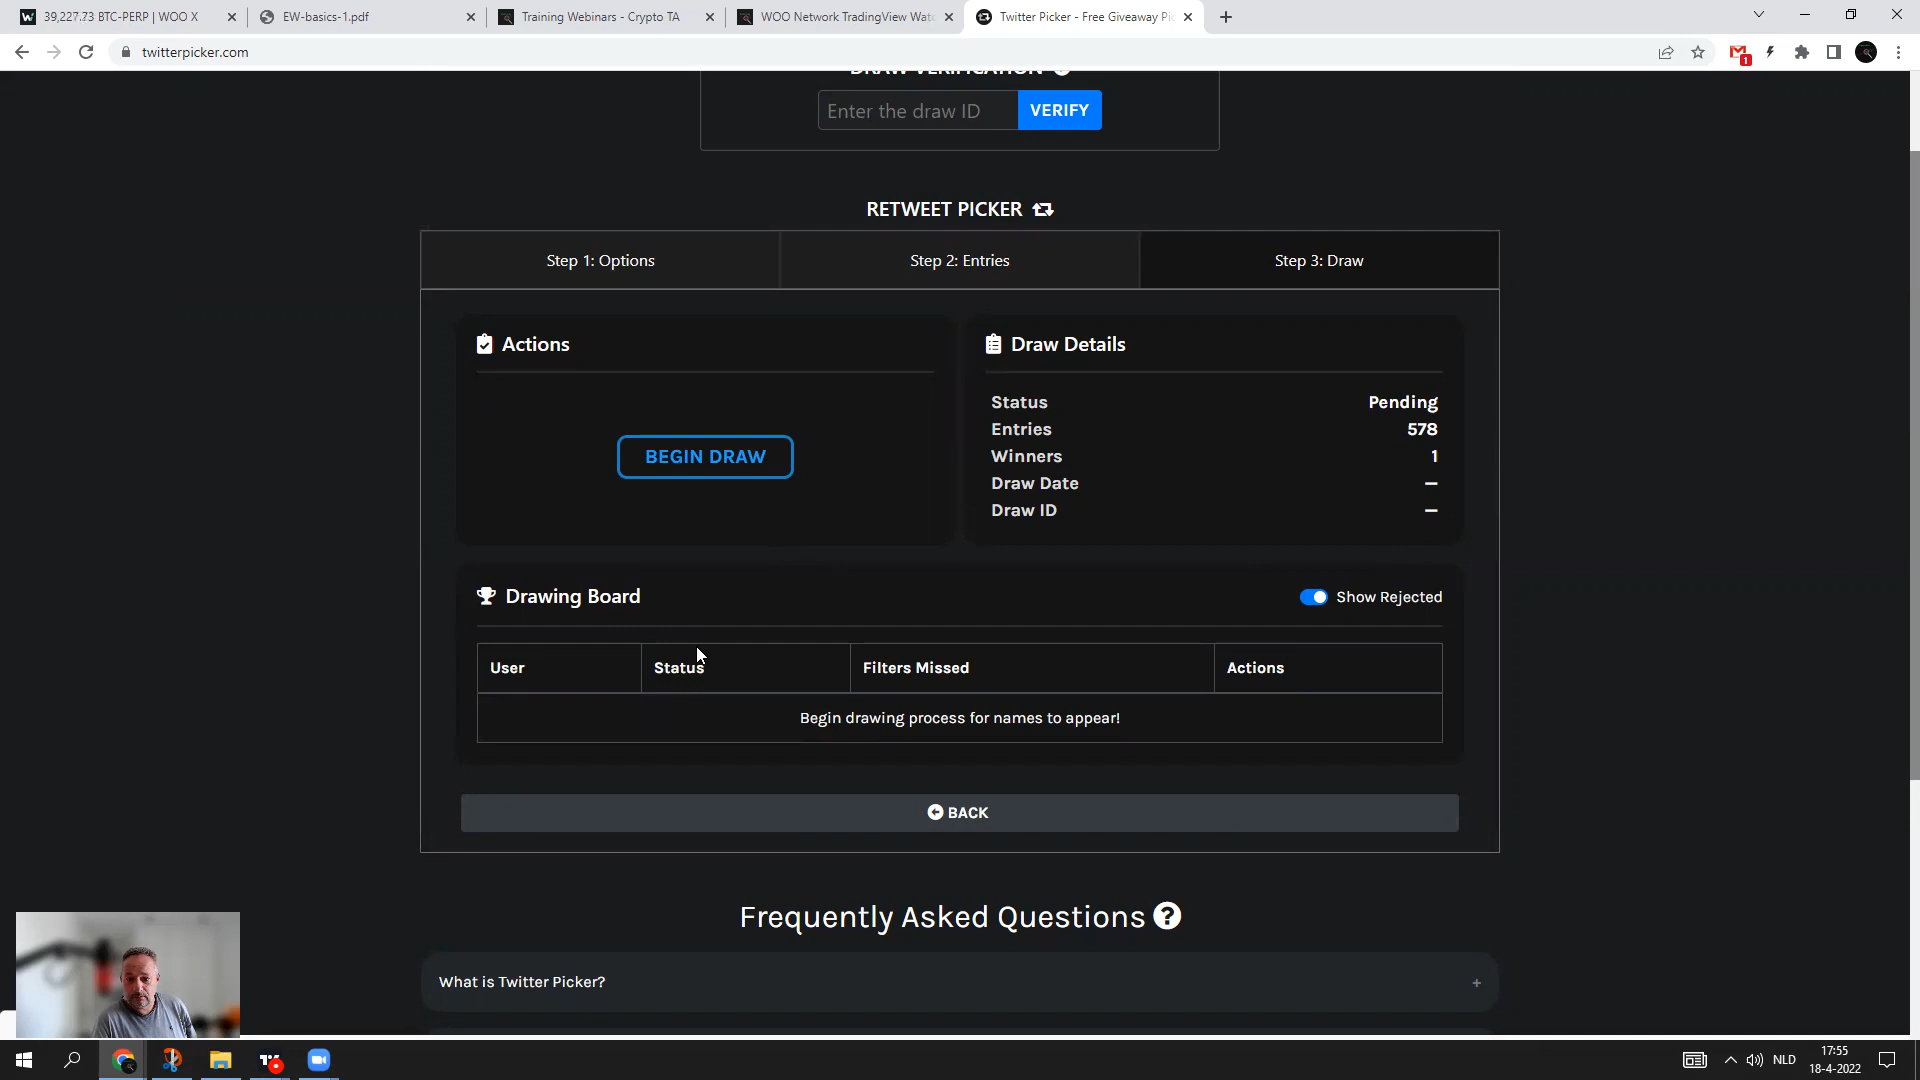 39,227.73 BTC-PERP | WOO X
EW-basics-1.pdf
Training Webinars - Crypto TA
WOO Network TradingView Wat
Twitter Picker - Free Giveaway Pi
twitterpicker.com
1
DRAW VERIFICATION
Enter the draw ID
VERIFY
RETWEET PICKER
Step 1: Options
Step 2: Entries
Step 3: Draw
Actions
BEGIN DRAW
Draw Details
Status Pending
Entries 578
Winners 1
Draw Date –
Draw ID –
Drawing Board
Show Rejected
User Status Filters Missed Actions
Begin drawing process for names to appear!
BACK
Frequently Asked Questions ?
What is Twitter Picker? +
NLD
17:55
18-4-2022